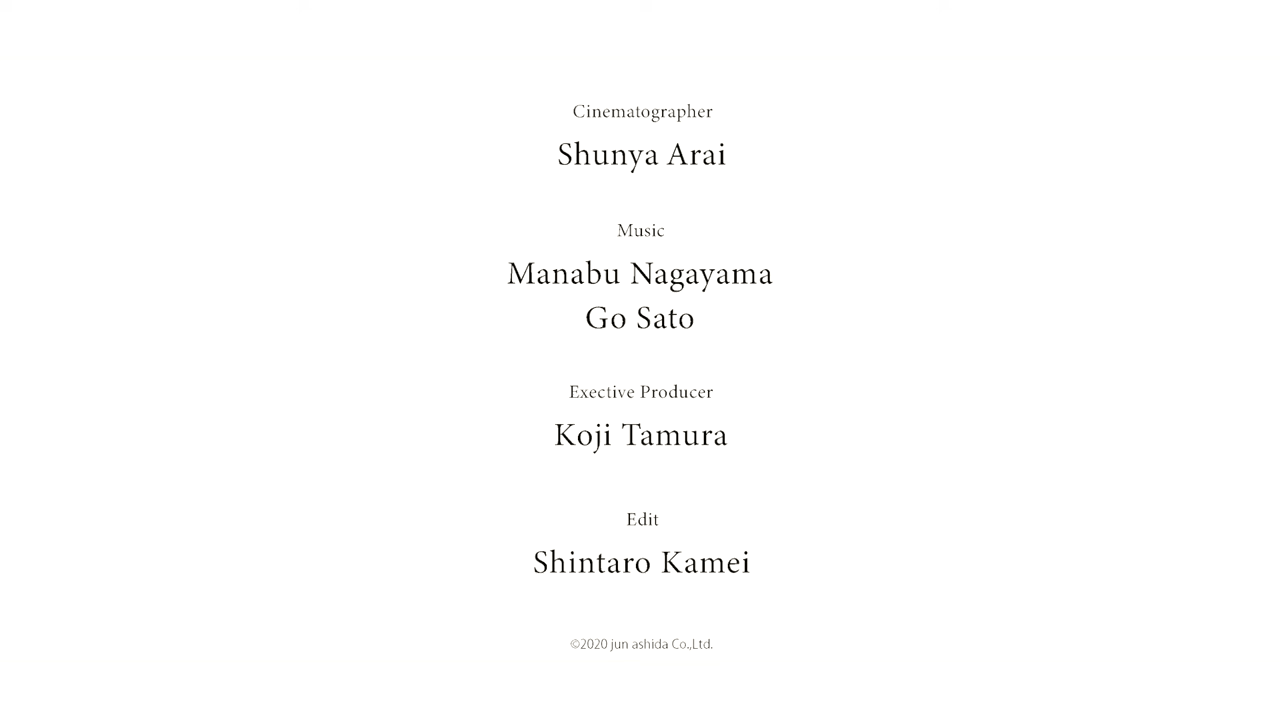 Cinematographer
Shunya Arai
Music
Manabu Nagayama
Go Sato
Exective Producer
Koji Tamura
Edit
Shintaro Kamei
©2020 jun ashida Co.,Ltd.